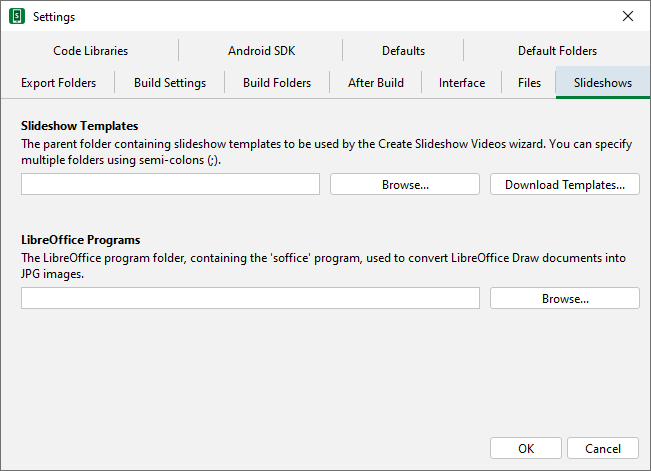 Settings
Code Libraries
Android SDK
Defaults
Default Folders
Export Folders
Build Settings
Build Folders
After Build
Interface
Files
Slideshows
Slideshow Templates
The parent folder containing slideshow templates to be used by the Create Slideshow Videos wizard. You can specify
multiple folders using semi-colons (;).
Browse...
Download Templates...
LibreOffice Programs
The LibreOffice program folder, containing the 'soffice' program, used to convert LibreOffice Draw documents into
JPG images.
Browse...
OK
Cancel